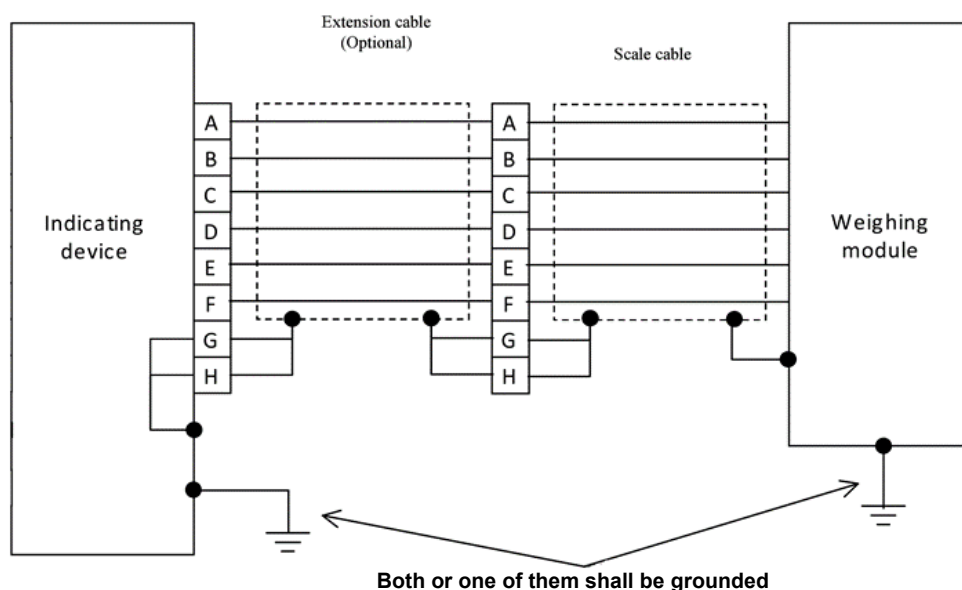 Extension cable
(Optional)
Scale cable
Indicating
device
A
B
C
D
E
F
G
H
A
B
C
D
E
F
G
H
Weighing
module
Both or one of them shall be grounded